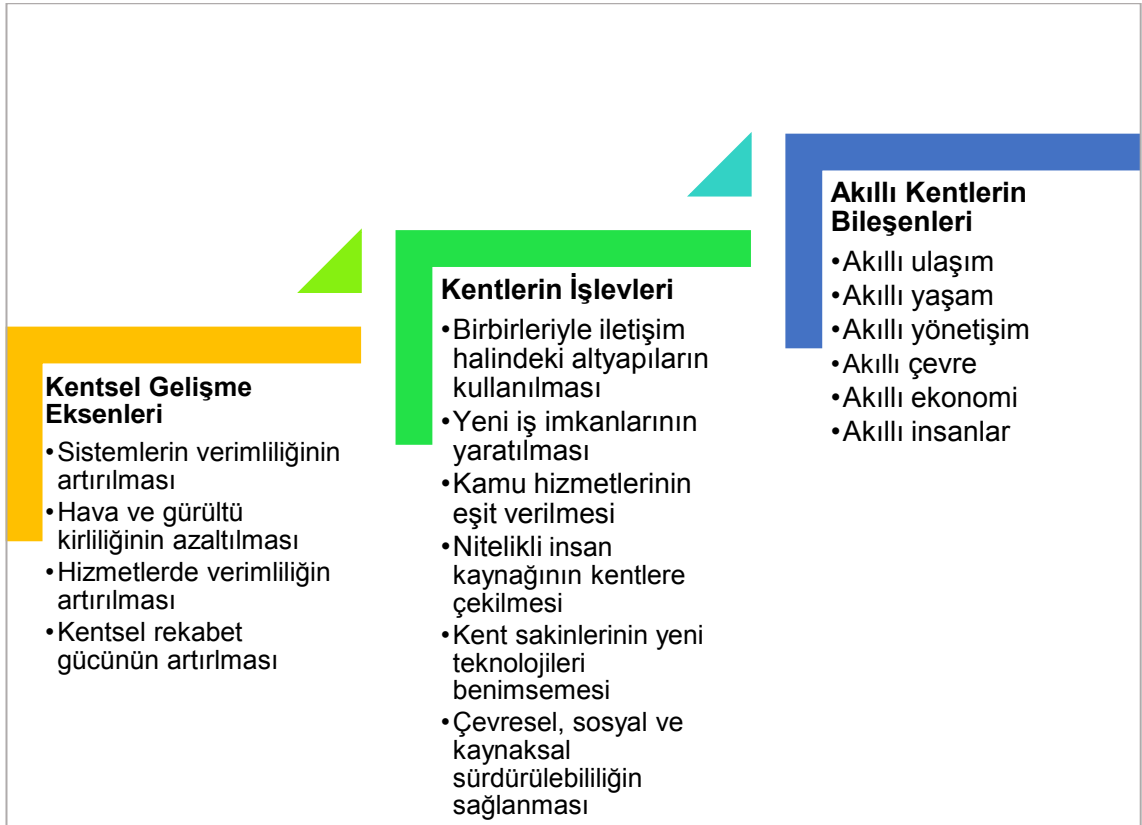 Kentsel Gelişme
Eksenleri
•Sistemlerin verimliliğinin
artırılması
•Hava ve gürültü
kirliliğinin azaltılması
•Hizmetlerde verimliliğin
artırılması
•Kentsel rekabet
gücünün artırlması
Kentlerin İşlevleri
•Birbirleriyle iletişim
halindeki altyapıların
kullanılması
•Yeni iş imkanlarının
yaratılması
•Kamu hizmetlerinin
eşit verilmesi
•Nitelikli insan
kaynağının kentlere
çekilmesi
•Kent sakinlerinin yeni
teknolojileri
benimsemesi
•Çevresel, sosyal ve
kaynaksal
sürdürülebililiğin
sağlanması
Akıllı Kentlerin
Bileşenleri
•Akıllı ulaşım
•Akıllı yaşam
•Akıllı yönetişim
•Akıllı çevre
•Akıllı ekonomi
•Akıllı insanlar